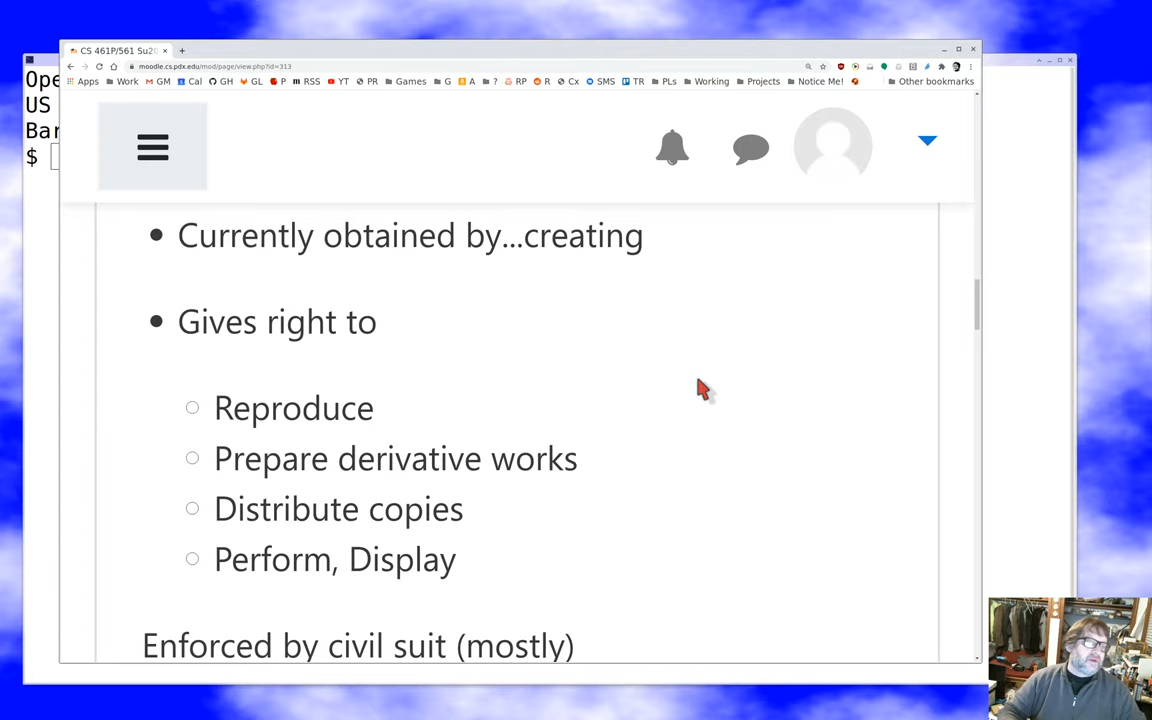 CS 461P/561 Su20
moodle.cs.pdx.edu/mod/page/view.php?id=313
Apps Work GM Cal GH GL P RSS YT PR Games G A ? RP R Cx SMS TR PLs Working Projects Notice Me! Other bookmarks
Ope
US
Bar
$
Currently obtained by...creating
Gives right to
Reproduce
Prepare derivative works
Distribute copies
Perform, Display
Enforced by civil suit (mostly)